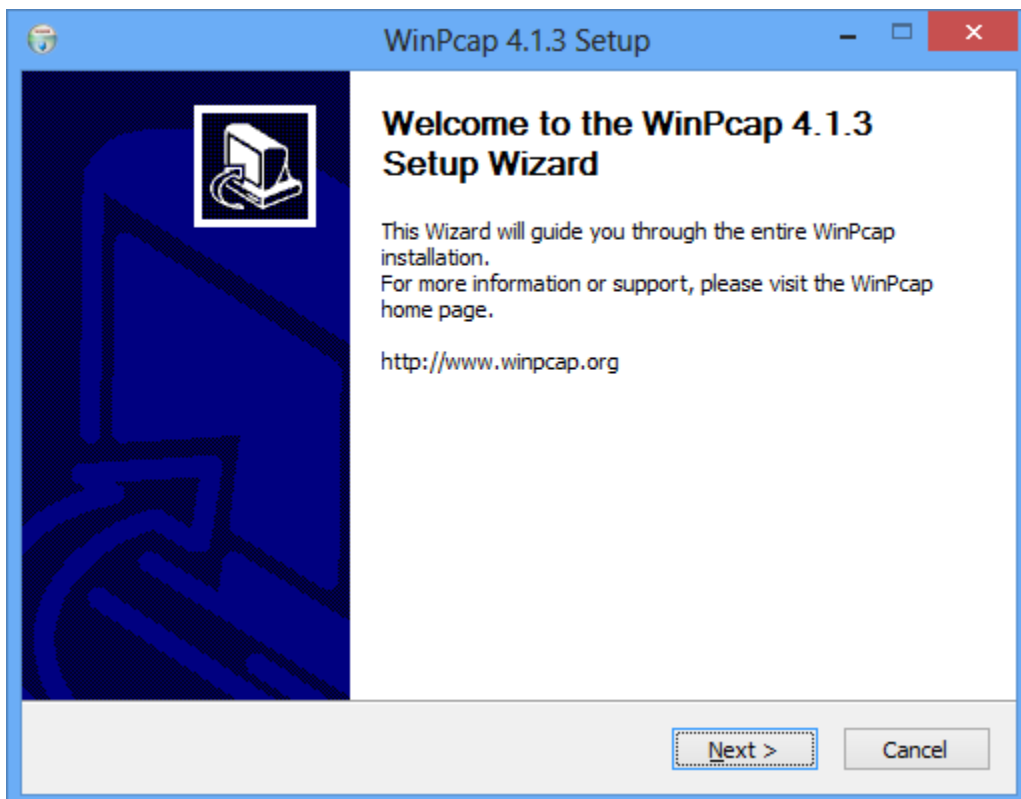 WinPcap 4.1.3 Setup
Welcome to the WinPcap 4.1.3
Setup Wizard
This Wizard will guide you through the entire WinPcap
installation.
For more information or support, please visit the WinPcap
home page.
http://www.winpcap.org
Next >
Cancel